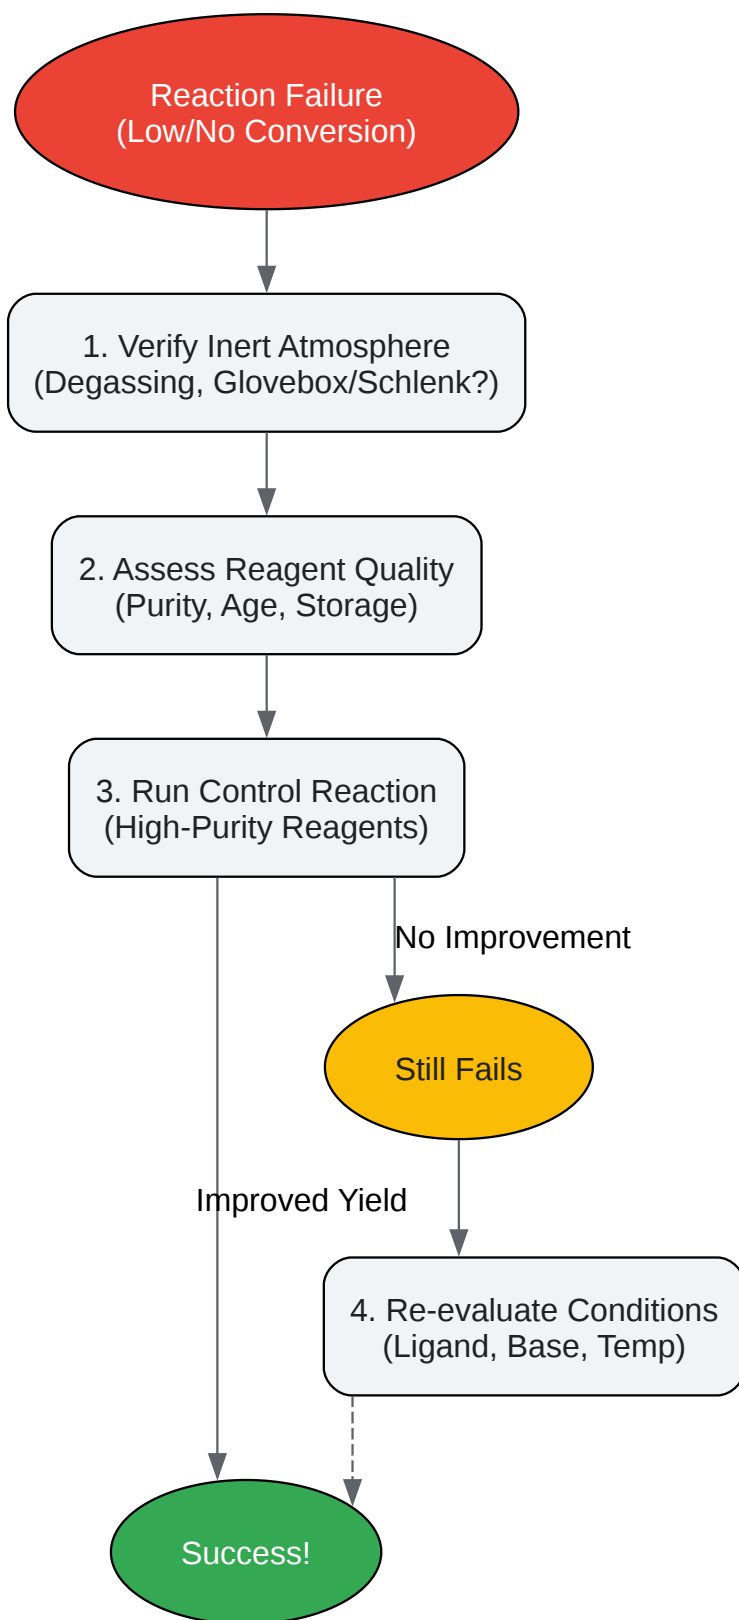 Reaction Failure
(Low/No Conversion)
1. Verify Inert Atmosphere
(Degassing, Glovebox/Schlenk?)
2. Assess Reagent Quality
(Purity, Age, Storage)
3. Run Control Reaction
(High-Purity Reagents)
No Improvement
Still Fails
Improved Yield
4. Re-evaluate Conditions
(Ligand, Base, Temp)
Success!